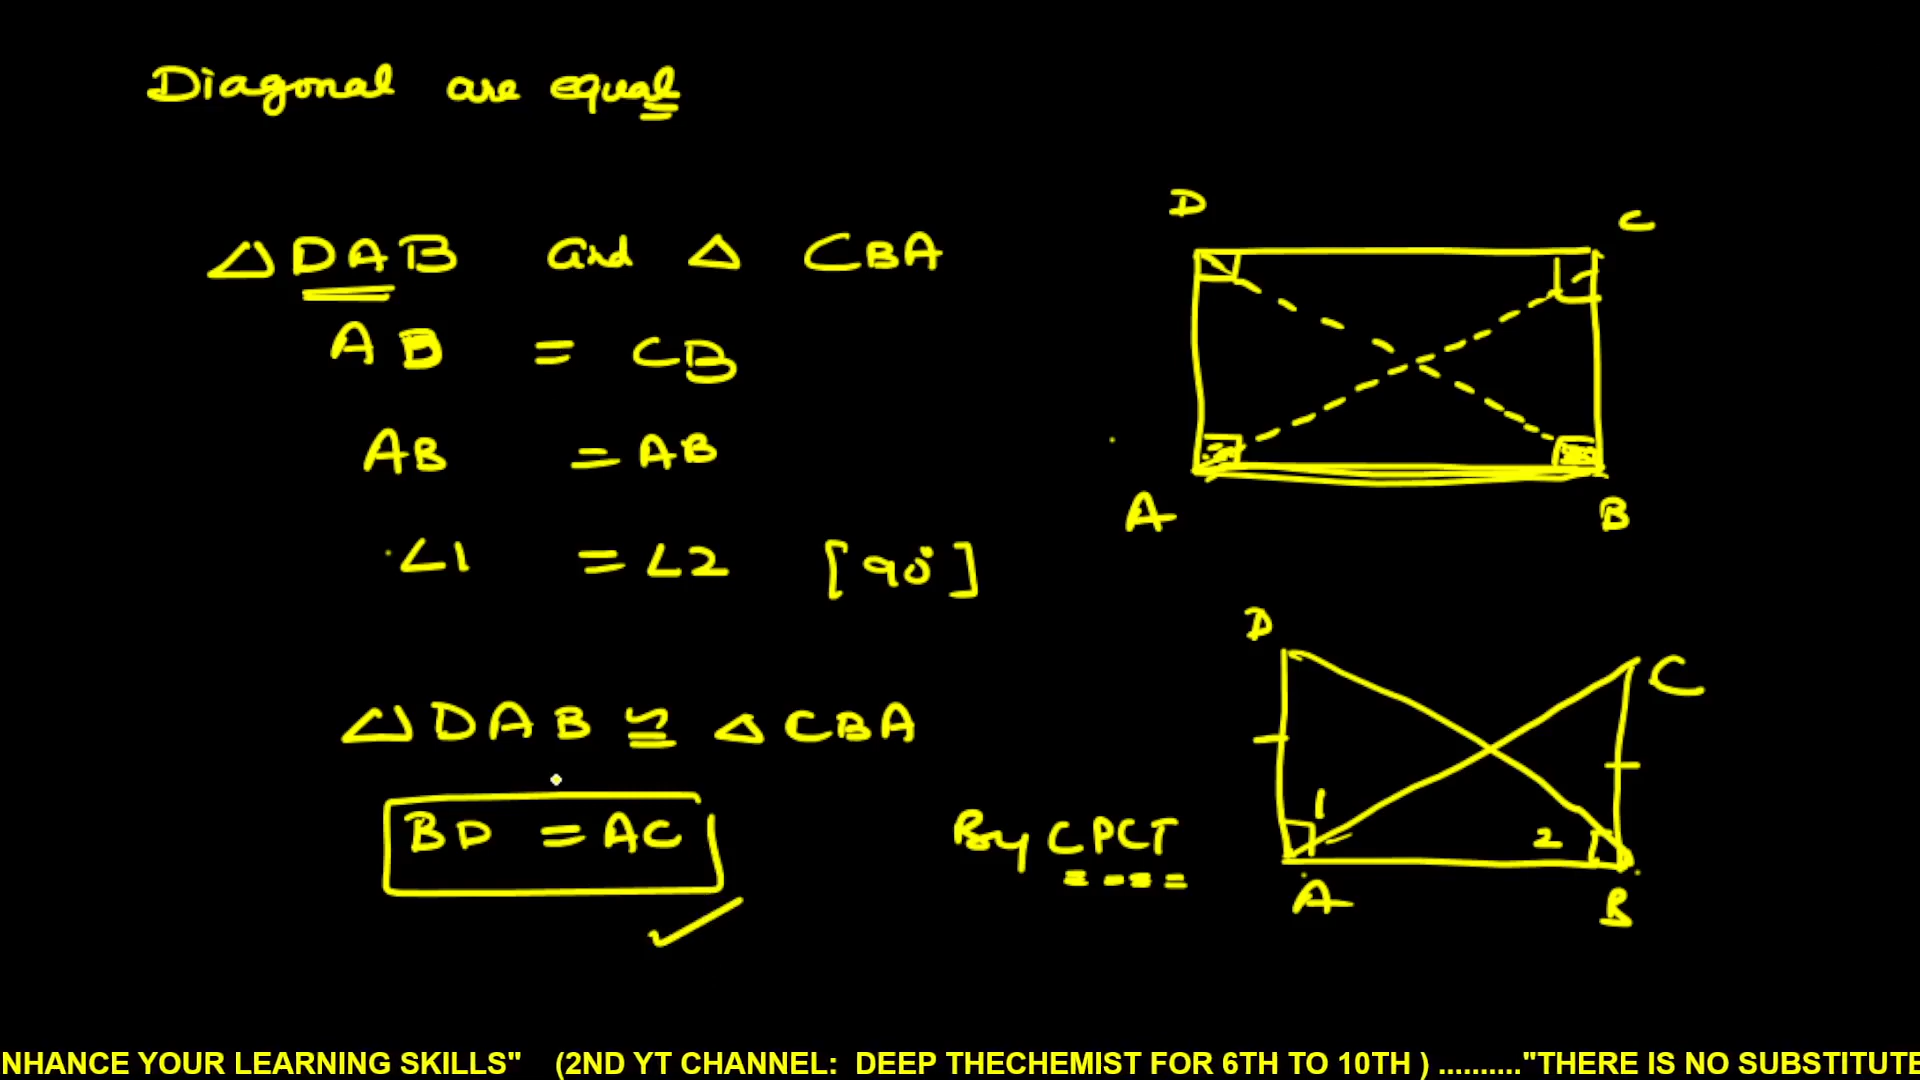 Diagonal are equal
△ DAB and △ CBA
AB = CB
AB = AB
∠1 = ∠2 [90°]
△ DAB ≅ △ CBA
BD = AC By CPCT
D C
A B
D C
1 2
A B
NHANCE YOUR LEARNING SKILLS" (2ND YT CHANNEL: DEEP THECHEMIST FOR 6TH TO 10TH ) .........."THERE IS NO SUBSTITUTE